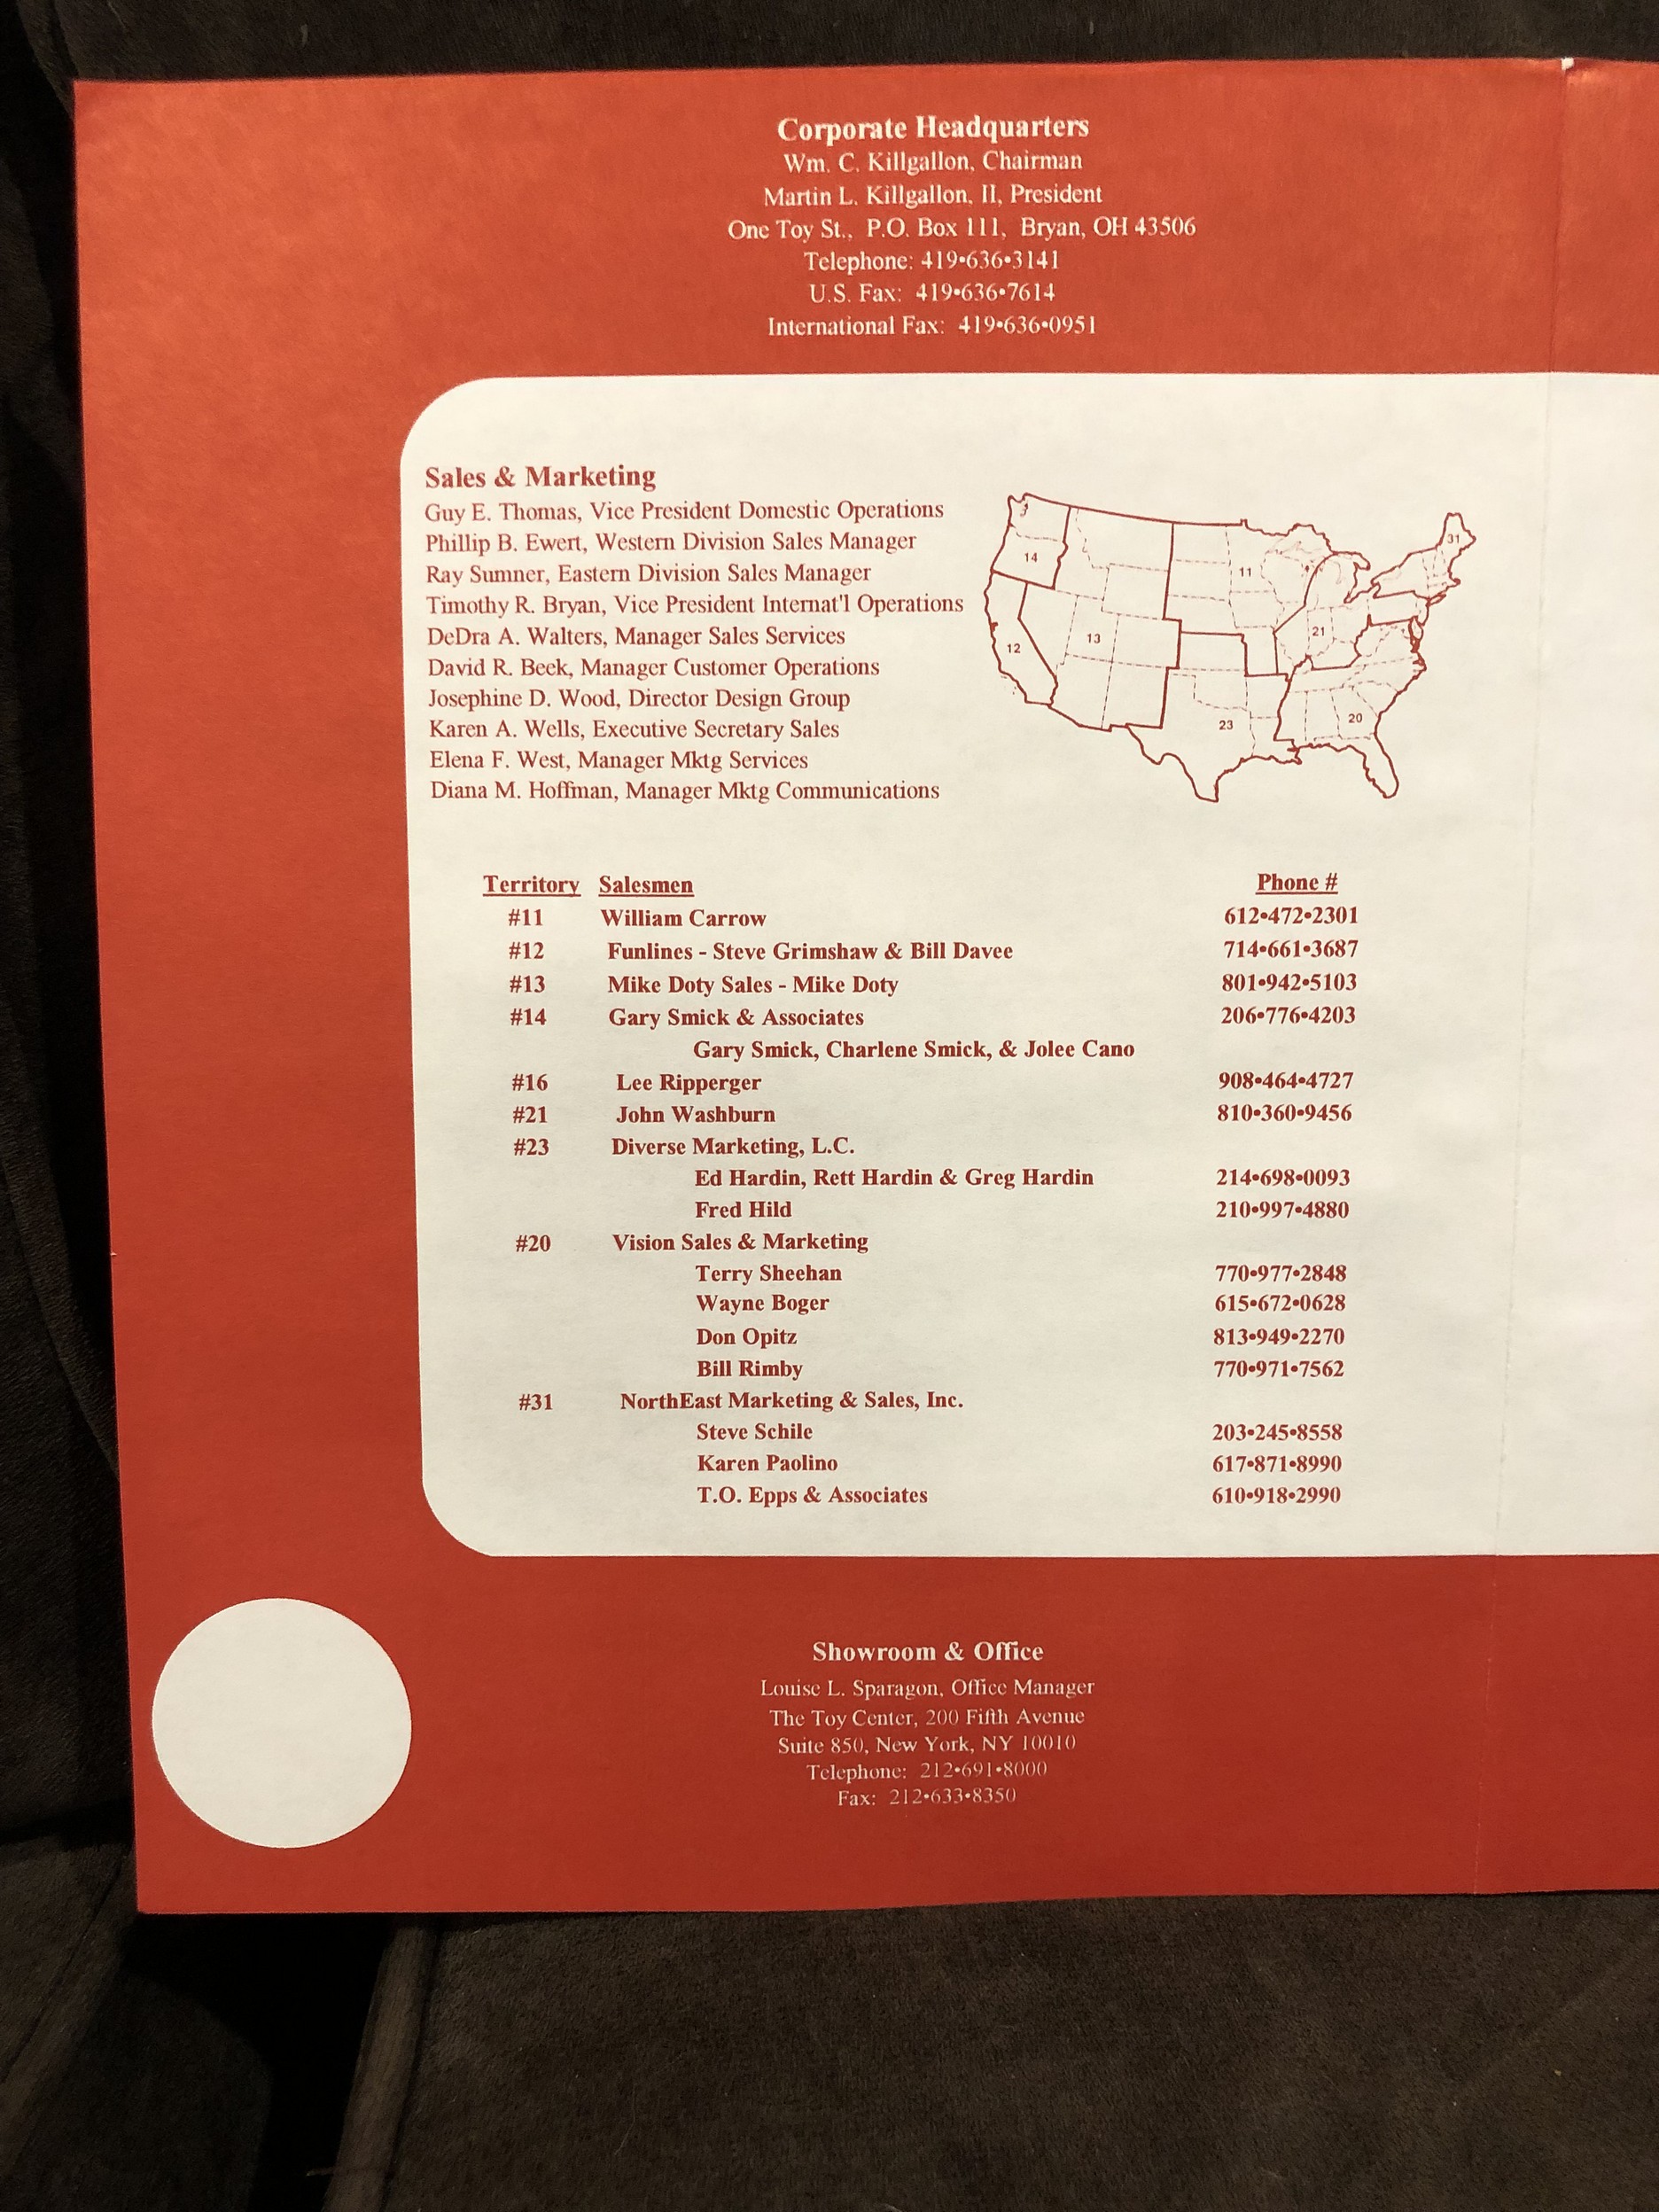 Corporate Headquarters
Wm. C. Killgallon, Chairman
Martin L. Killgallon, II, President
One Toy St., P.O. Box 111, Bryan, OH 43506
Telephone: 419•636•3141
U.S. Fax: 419•636•7614
International Fax: 419•636•0951
Sales & Marketing
Guy E. Thomas, Vice President Domestic Operations
Phillip B. Ewert, Western Division Sales Manager
Ray Sumner, Eastern Division Sales Manager
Timothy R. Bryan, Vice President Internat'l Operations
DeDra A. Walters, Manager Sales Services
David R. Beek, Manager Customer Operations
Josephine D. Wood, Director Design Group
Karen A. Wells, Executive Secretary Sales
Elena F. West, Manager Mktg Services
Diana M. Hoffman, Manager Mktg Communications
31
14
11
21
13
12
20
23
Territory Salesmen Phone #
#11 William Carrow 612•472•2301
#12 Funlines - Steve Grimshaw & Bill Davee 714•661•3687
#13 Mike Doty Sales - Mike Doty 801•942•5103
#14 Gary Smick & Associates 206•776•4203
Gary Smick, Charlene Smick, & Jolee Cano
#16 Lee Ripperger 908•464•4727
#21 John Washburn 810•360•9456
#23 Diverse Marketing, L.C.
Ed Hardin, Rett Hardin & Greg Hardin 214•698•0093
Fred Hild 210•997•4880
#20 Vision Sales & Marketing
Terry Sheehan 770•977•2848
Wayne Boger 615•672•0628
Don Opitz 813•949•2270
Bill Rimby 770•971•7562
#31 NorthEast Marketing & Sales, Inc.
Steve Schile 203•245•8558
Karen Paolino 617•871•8990
T.O. Epps & Associates 610•918•2990
Showroom & Office
Louise L. Sparagon, Office Manager
The Toy Center, 200 Fifth Avenue
Suite 850, New York, NY 10010
Telephone: 212•691•8000
Fax: 212•633•8350